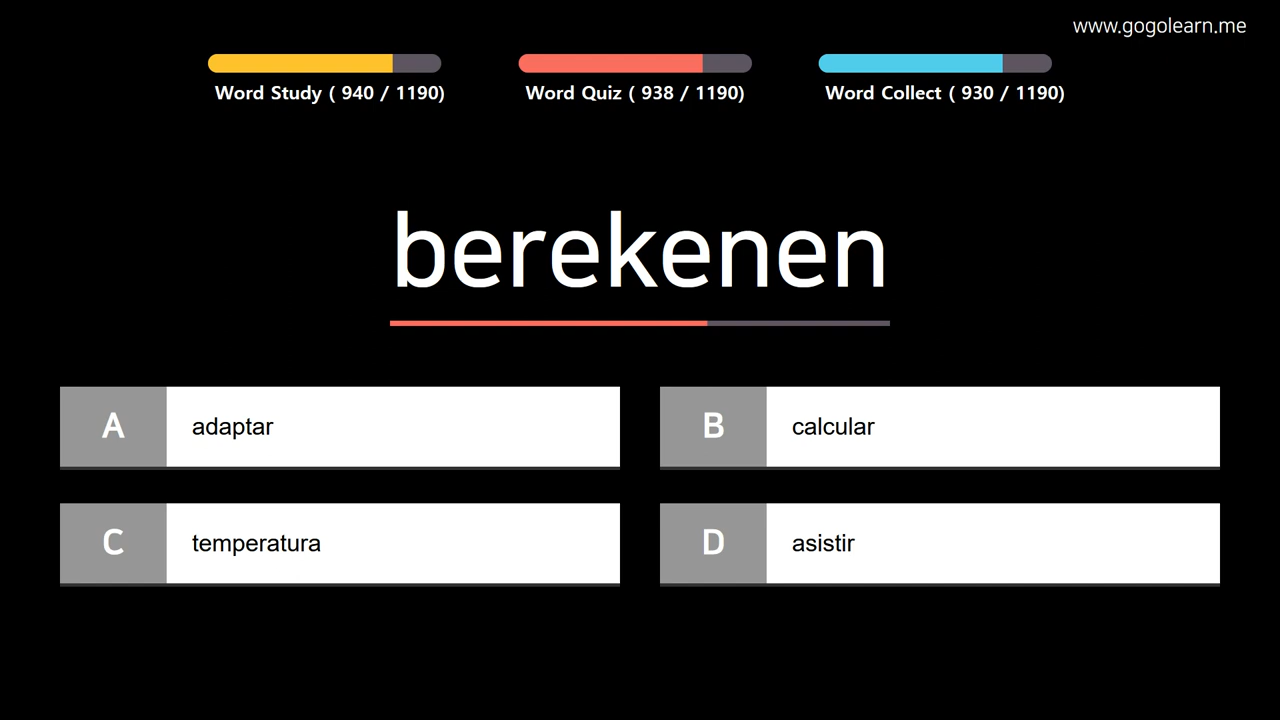 www.gogolearn.me
Word Study ( 940 / 1190)
Word Quiz ( 938 / 1190)
Word Collect ( 930 / 1190)
berekenen
A adaptar
B calcular
C temperatura
D asistir